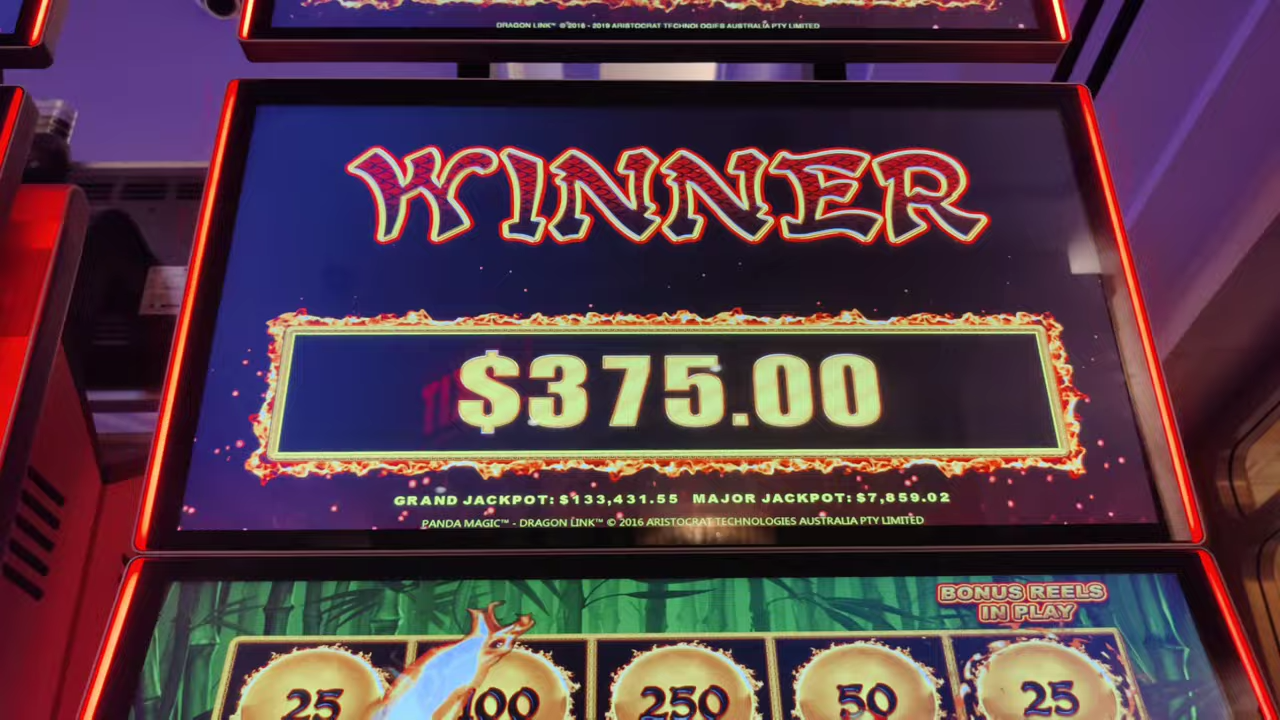 DRAGON LINK™ © 2016 - 2019 ARISTOCRAT TECHNOLOGIES AUSTRALIA PTY LIMITED
WINNER
$375.00
GRAND JACKPOT: $133,431.55 MAJOR JACKPOT: $7,859.02
PANDA MAGIC™ - DRAGON LINK™ © 2016 ARISTOCRAT TECHNOLOGIES AUSTRALIA PTY LIMITED
BONUS REELS
IN PLAY
25 100 250 50 25